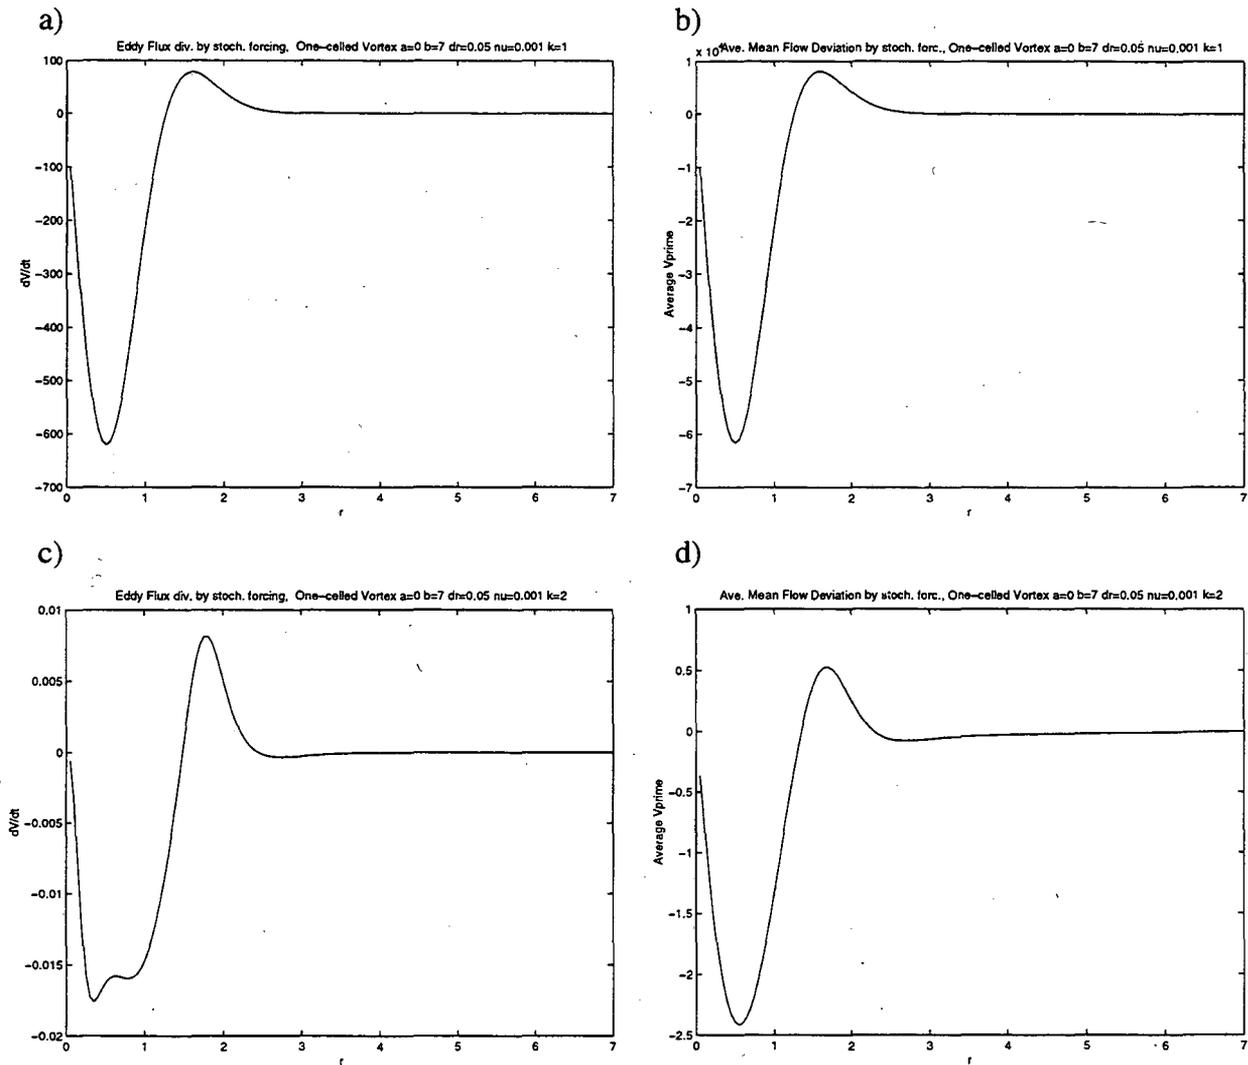 a)
Eddy Flux div. by stoch. forcing, One-celled Vortex a=0 b=7 dr=0.05 nu=0.001 k=1
100
0
-100
-200
-300
-400
-500
-600
-700
dV/dt
0 1 2 3 4 5 6 7
r
b)
Ave. Mean Flow Deviation by stoch. forc., One-celled Vortex a=0 b=7 dr=0.05 nu=0.001 k=1
x 10
1
0
-1
-2
-3
-4
-5
-6
-7
Average Vprime
0 1 2 3 4 5 6 7
r
c)
Eddy Flux div. by stoch. forcing, One-celled Vortex a=0 b=7 dr=0.05 nu=0.001 k=2
0.01
0.005
0
-0.005
-0.01
-0.015
-0.02
dV/dt
0 1 2 3 4 5 6 7
r
d)
Ave. Mean Flow Deviation by stoch. forc., One-celled Vortex a=0 b=7 dr=0.05 nu=0.001 k=2
1
0.5
0
-0.5
-1
-1.5
-2
-2.5
Average Vprime
0 1 2 3 4 5 6 7
r